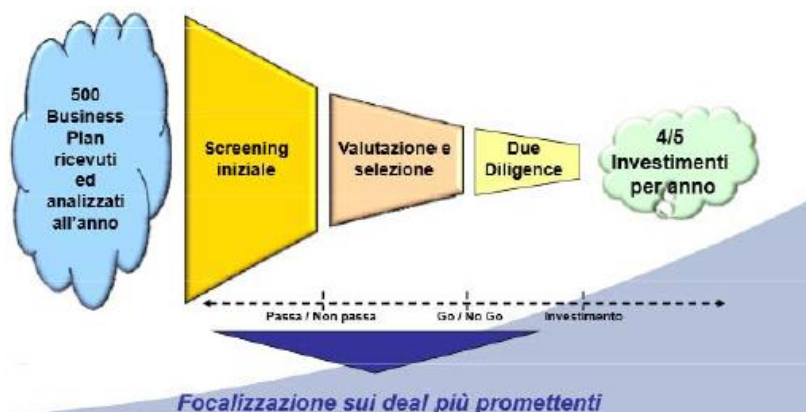 500
Business
Plan
ricevuti
ed
analizzati
all'anno
Screening
iniziale
Valutazione e
selezione
Due
Diligence
4/5
Investimenti
per anno
Passa / Non passa
Go / No Go
Investimento
Focalizzazione sui deal più promettenti